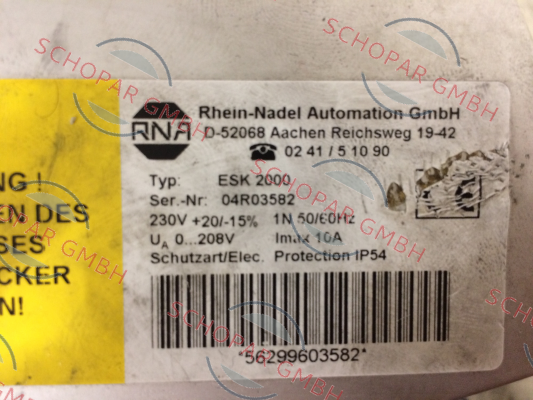 RNA
Rhein-Nadel Automation GmbH
D-52068 Aachen Reichsweg 19-42
☎ 02 41 / 5 10 90
Typ: ESK 2000
Ser.-Nr: 04R03582
230V +20/-15% 1N 50/60Hz
UA 0...208V Imax 10A
Schutzart/Elec. Protection IP54
*56299603582*
NG !
EN DES
SES
CKER
N!
SCHOPAR GMBH
SCHOPAR GMBH
SCHOPAR GMBH
SCHOPAR GMBH